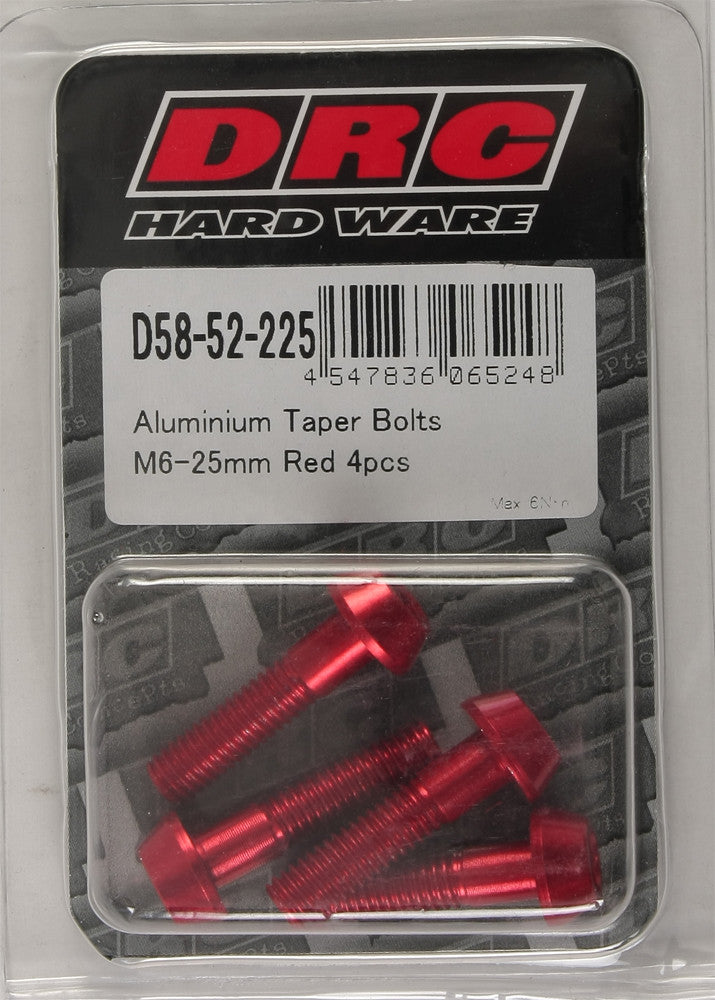 DRC
HARD WARE
D58-52-225
4 547836 065248
Aluminium Taper Bolts
M6-25mm Red 4pcs
Max 6N·m